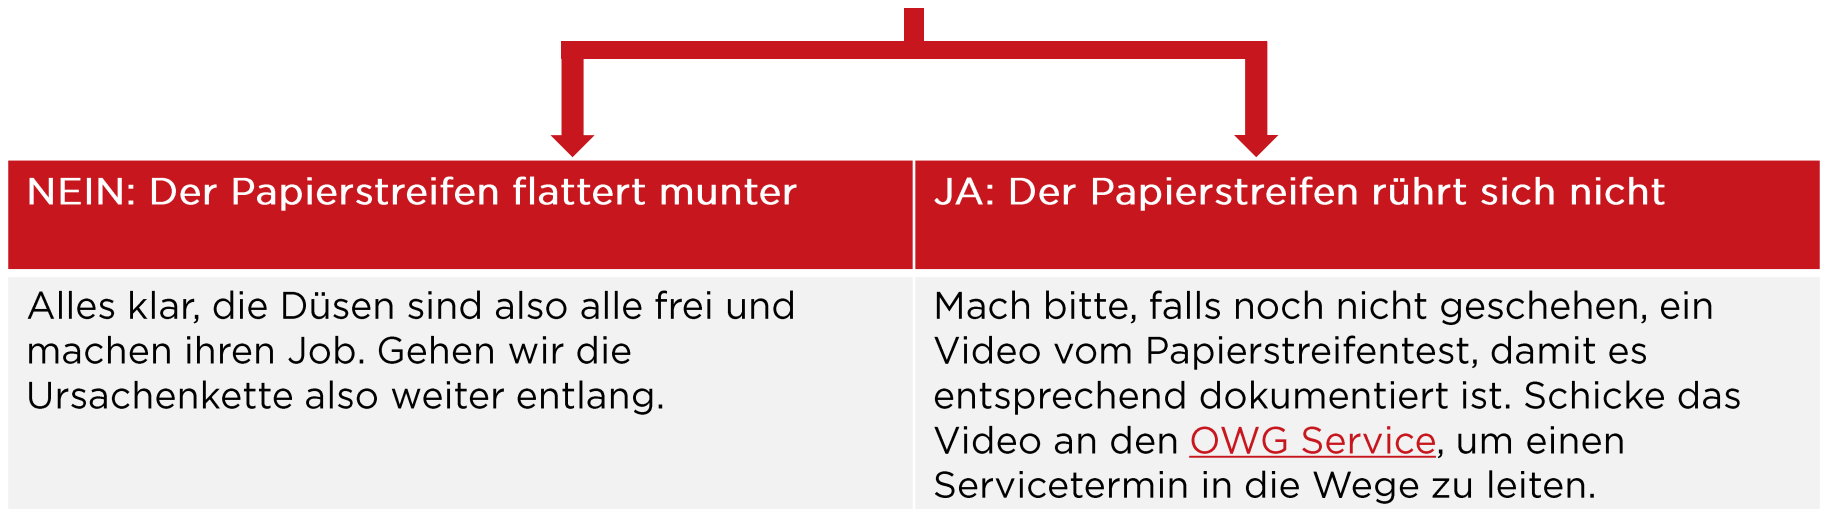 NEIN: Der Papierstreifen flattert munter
JA: Der Papierstreifen rührt sich nicht
Alles klar, die Düsen sind also alle frei und
machen ihren Job. Gehen wir die
Ursachenkette also weiter entlang.
Mach bitte, falls noch nicht geschehen, ein
Video vom Papierstreifentest, damit es
entsprechend dokumentiert ist. Schicke das
Video an den OWG Service, um einen
Servicetermin in die Wege zu leiten.